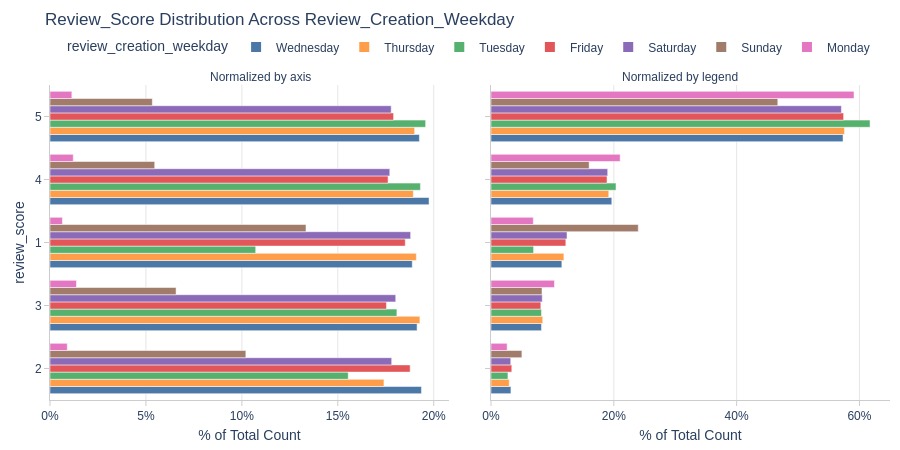 Review_Score Distribution Across Review_Creation_Weekday
review_creation_weekday Wednesday Thursday Tuesday Friday Saturday Sunday Monday
Normalized by axis Normalized by legend
review_score
5
4
1
3
2
0% 5% 10% 15% 20% 0% 20% 40% 60%
% of Total Count % of Total Count